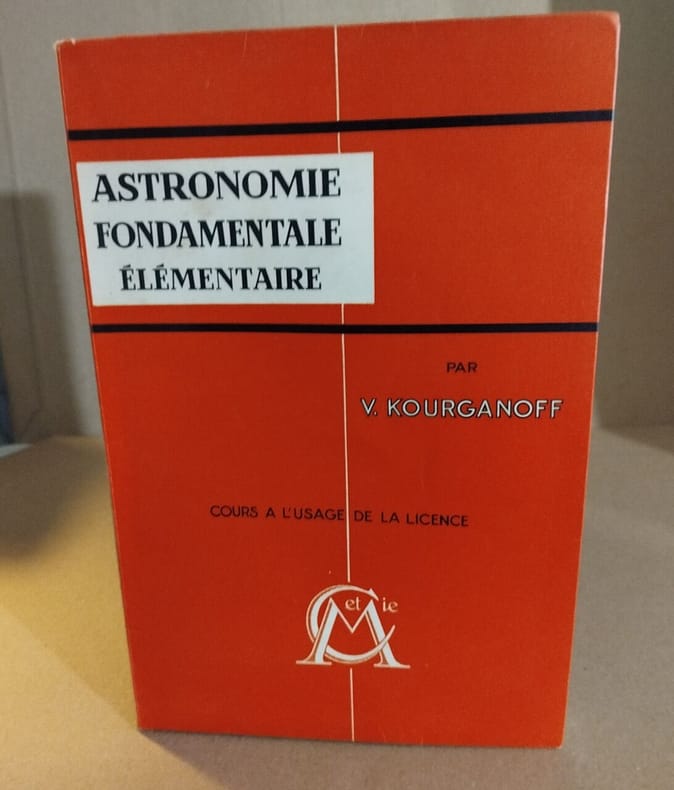 ASTRONOMIE
FONDAMENTALE
ÉLÉMENTAIRE
PAR
V. KOURGANOFF
COURS A L'USAGE DE LA LICENCE
M et Cie